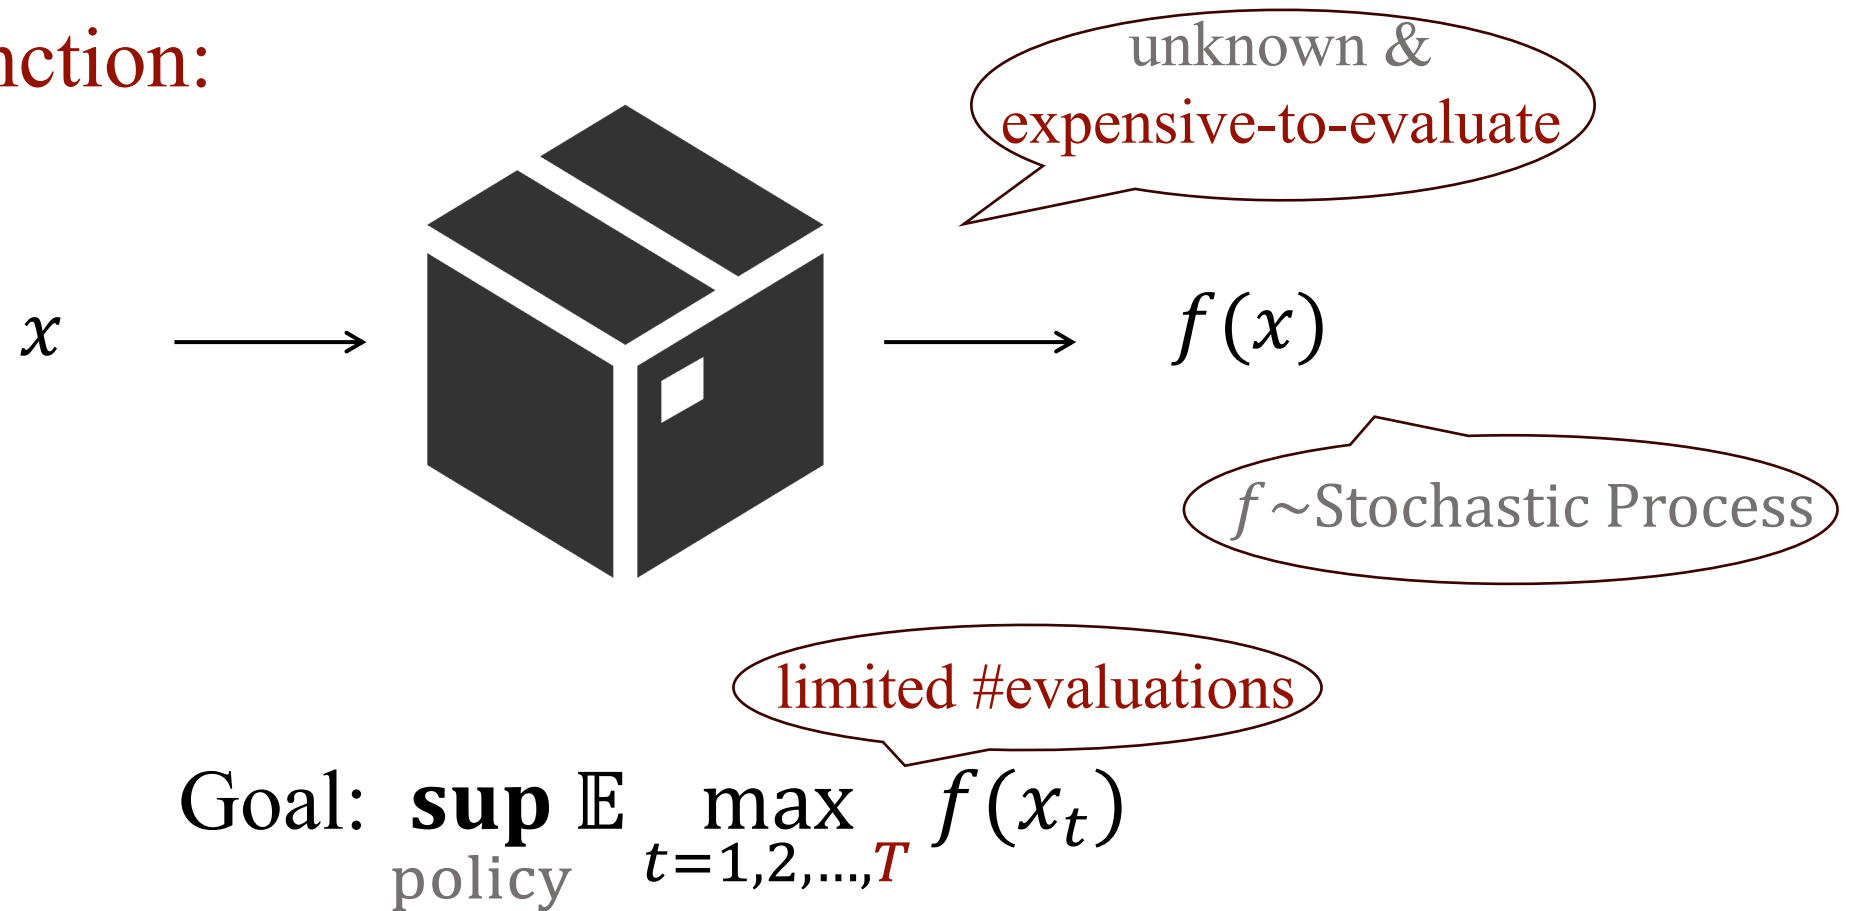 nction:
unknown &
expensive-to-evaluate
x
f(x)
f~Stochastic Process
limited #evaluations
Goal: sup 𝔼 max f(x_t)
policy t=1,2,...,T